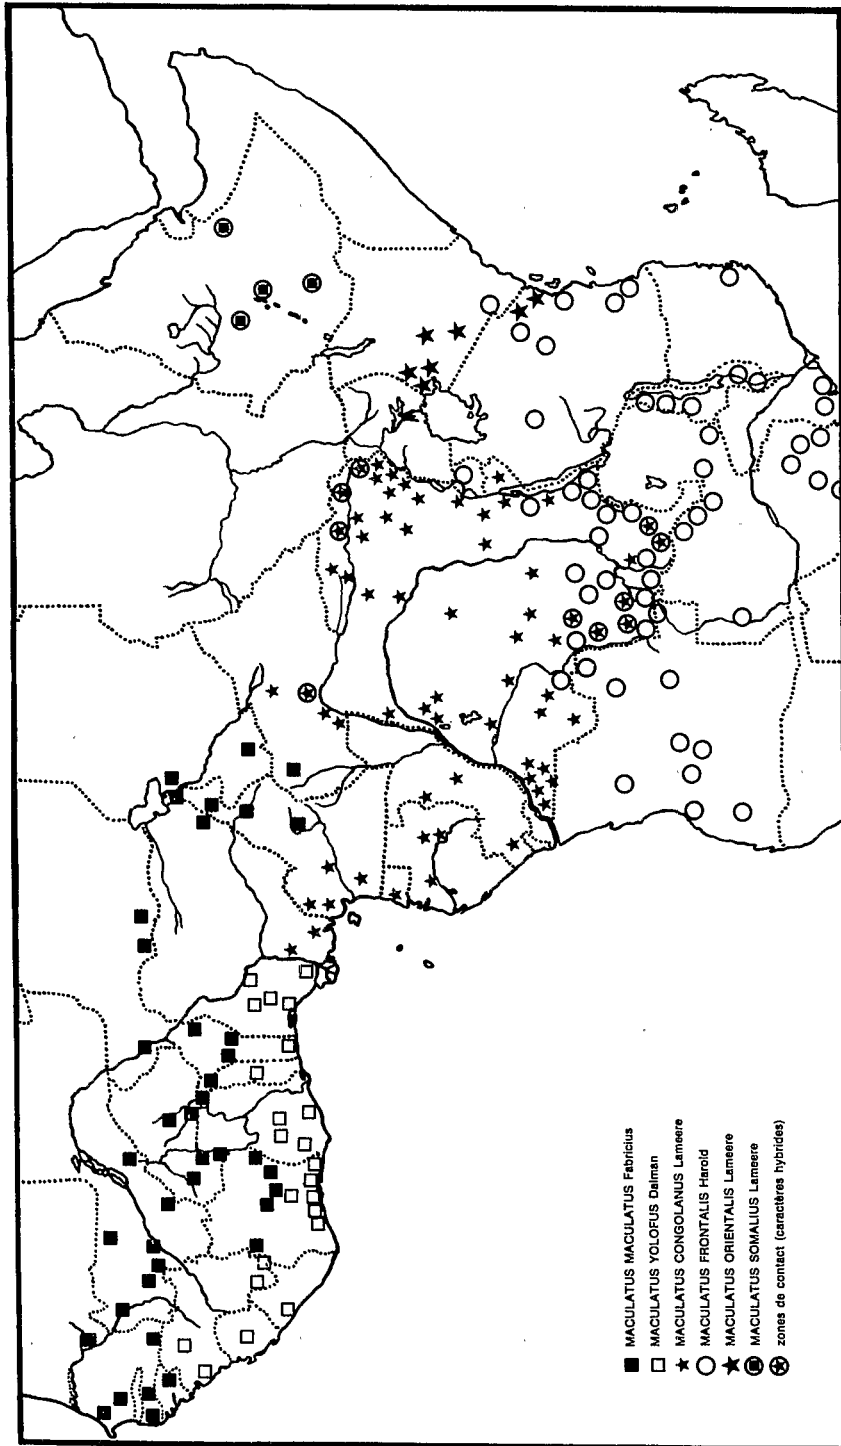 MACULATUS MACULATUS Fabricius
MACULATUS YOLOFUS Dalman
MACULATUS CONGOLANUS Lameere
MACULATUS FRONTALIS Harold
MACULATUS ORIENTALIS Lameere
MACULATUS SOMALIUS Lameere
zones de contact (caractères hybrides)